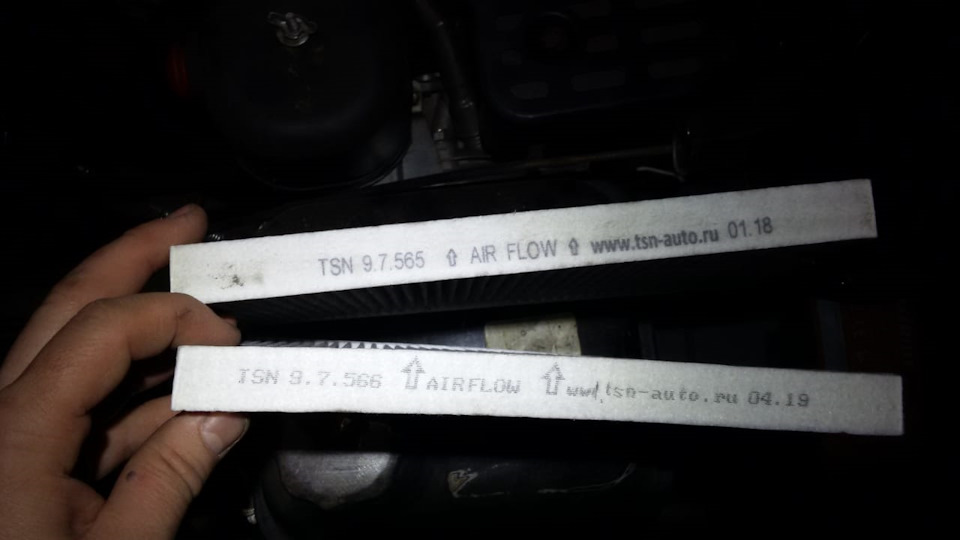 TSN 9.7.565 ⇧ AIR FLOW ⇧ www.tsn-auto.ru 01.18
TSN 9.7.566 ⇧ AIRFLOW ⇧ www.tsn-auto.ru 04.19